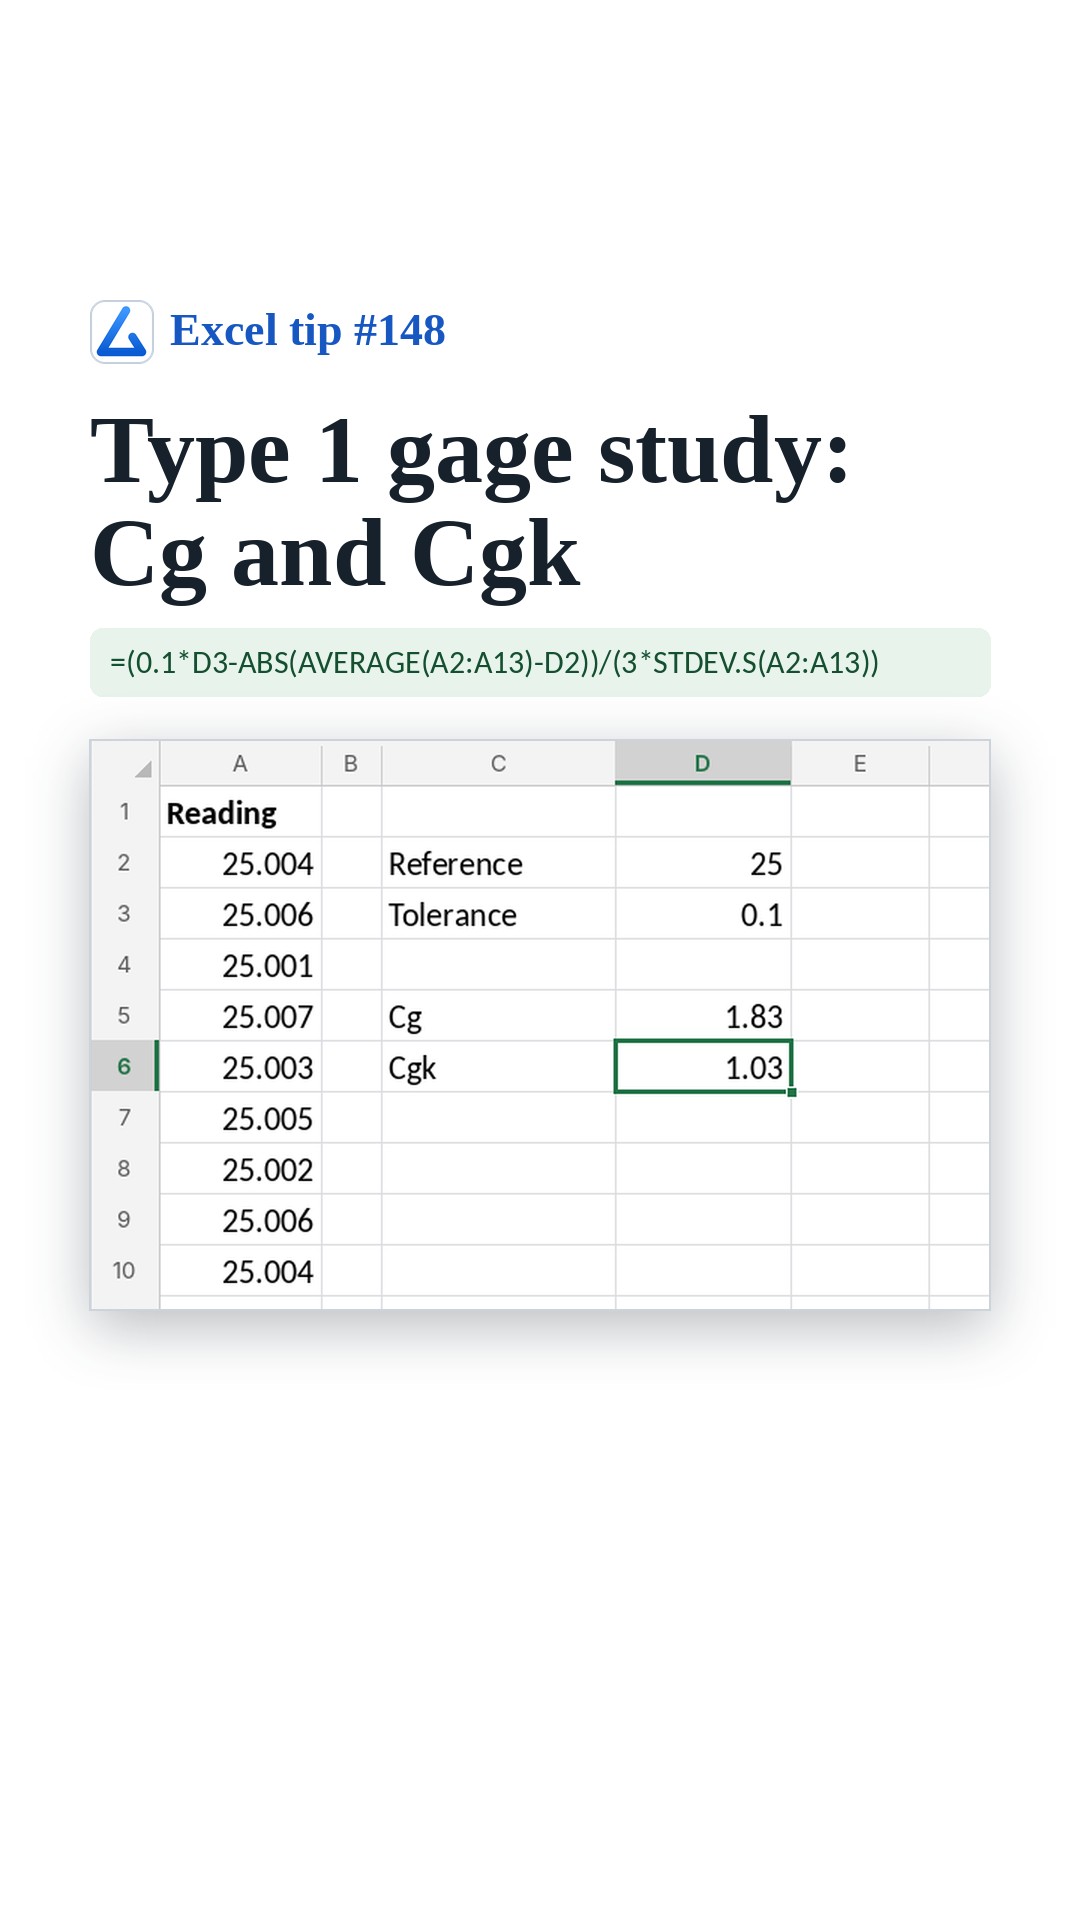 Excel tip #148
Type 1 gage study:
Cg and Cgk
=(0.1*D3-ABS(AVERAGE(A2:A13)-D2))/(3*STDEV.S(A2:A13))
A B C D E
1 Reading
2 25.004 Reference 25
3 25.006 Tolerance 0.1
4 25.001
5 25.007 Cg 1.83
6 25.003 Cgk 1.03
7 25.005
8 25.002
9 25.006
10 25.004